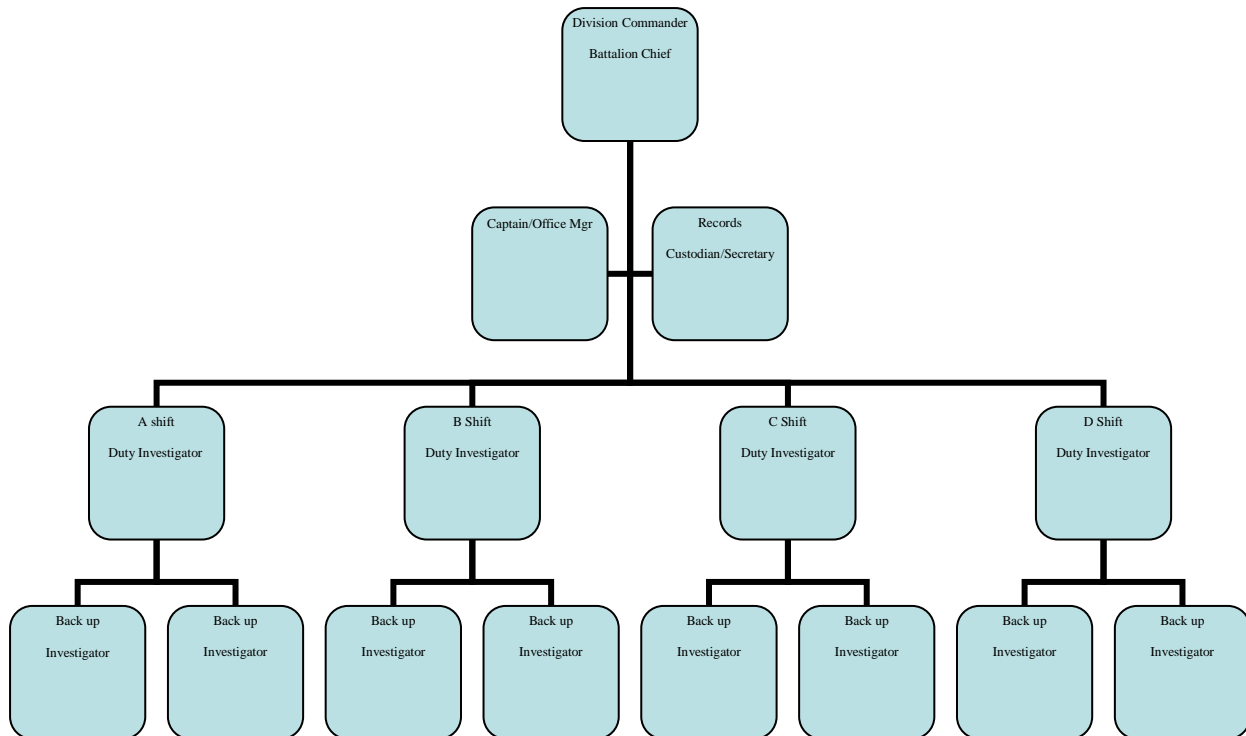 Division Commander
Battalion Chief
Captain/Office Mgr
Records
Custodian/Secretary
A shift
Duty Investigator
B Shift
Duty Investigator
C Shift
Duty Investigator
D Shift
Duty Investigator
Back up
Investigator
Back up
Investigator
Back up
Investigator
Back up
Investigator
Back up
Investigator
Back up
Investigator
Back up
Investigator
Back up
Investigator